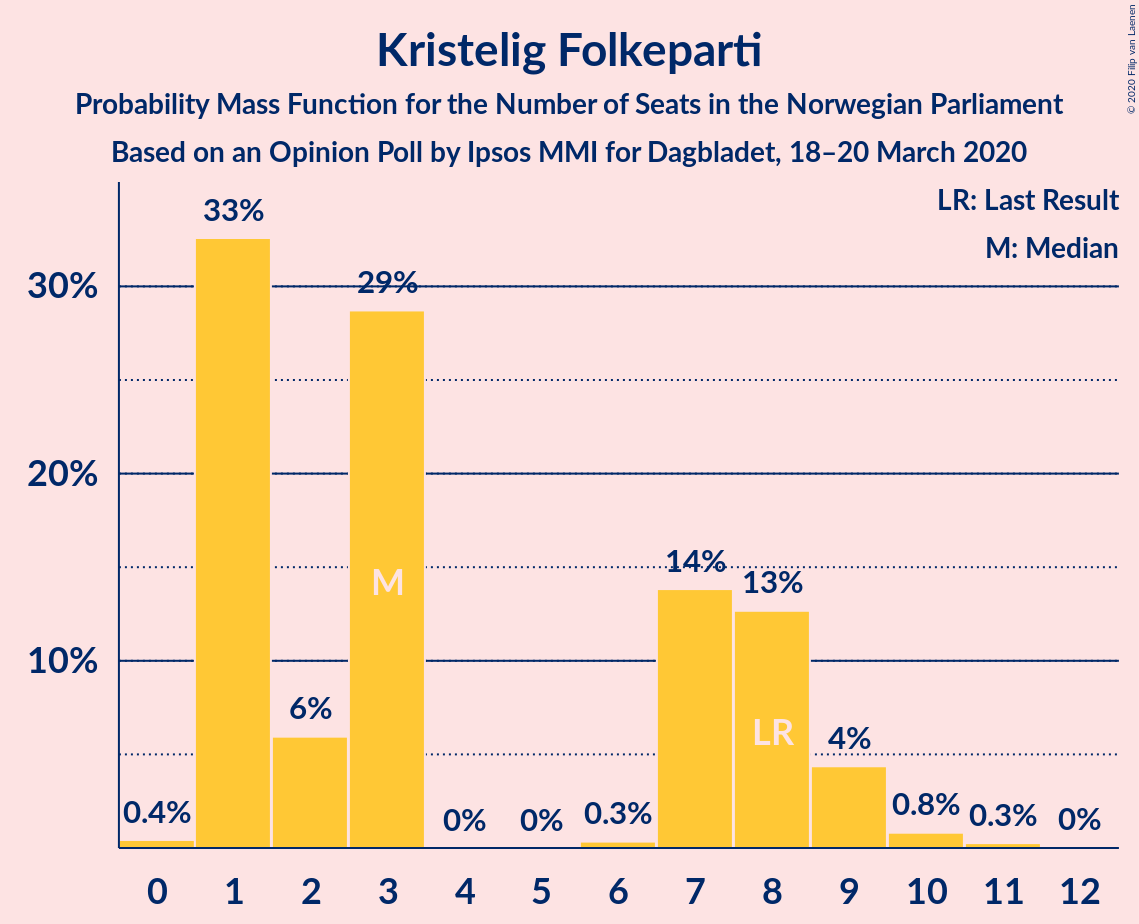 Kristelig Folkeparti
Probability Mass Function for the Number of Seats in the Norwegian Parliament
Based on an Opinion Poll by Ipsos MMI for Dagbladet, 18–20 March 2020
© 2020 Filip van Laenen
LR: Last Result
M: Median
33%
29%
30%
20%
14%
13%
M
10%
6%
LR
4%
0.4%
0%
0%
0.3%
0.8%
0.3%
0%
0 1 2 3 4 5 6 7 8 9 10 11 12